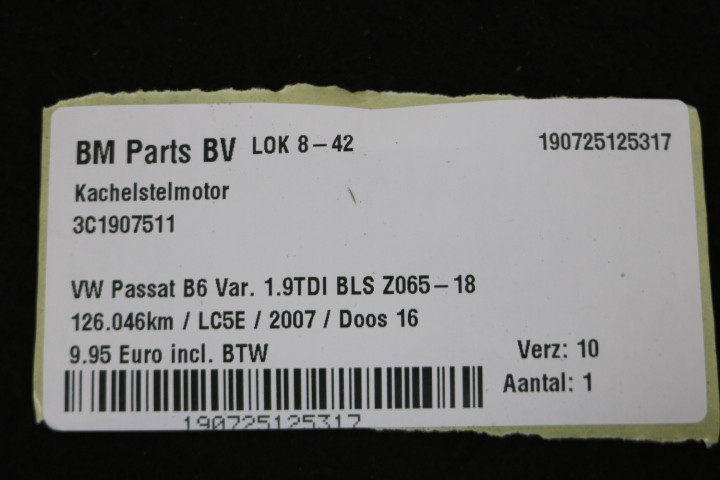 BM Parts BV LOK 8-42 190725125317
Kachelstelmotor
3C1907511
VW Passat B6 Var. 1.9TDI BLS Z065-18
126.046km / LC5E / 2007 / Doos 16
9.95 Euro incl. BTW Verz: 10
Aantal: 1
190725125317